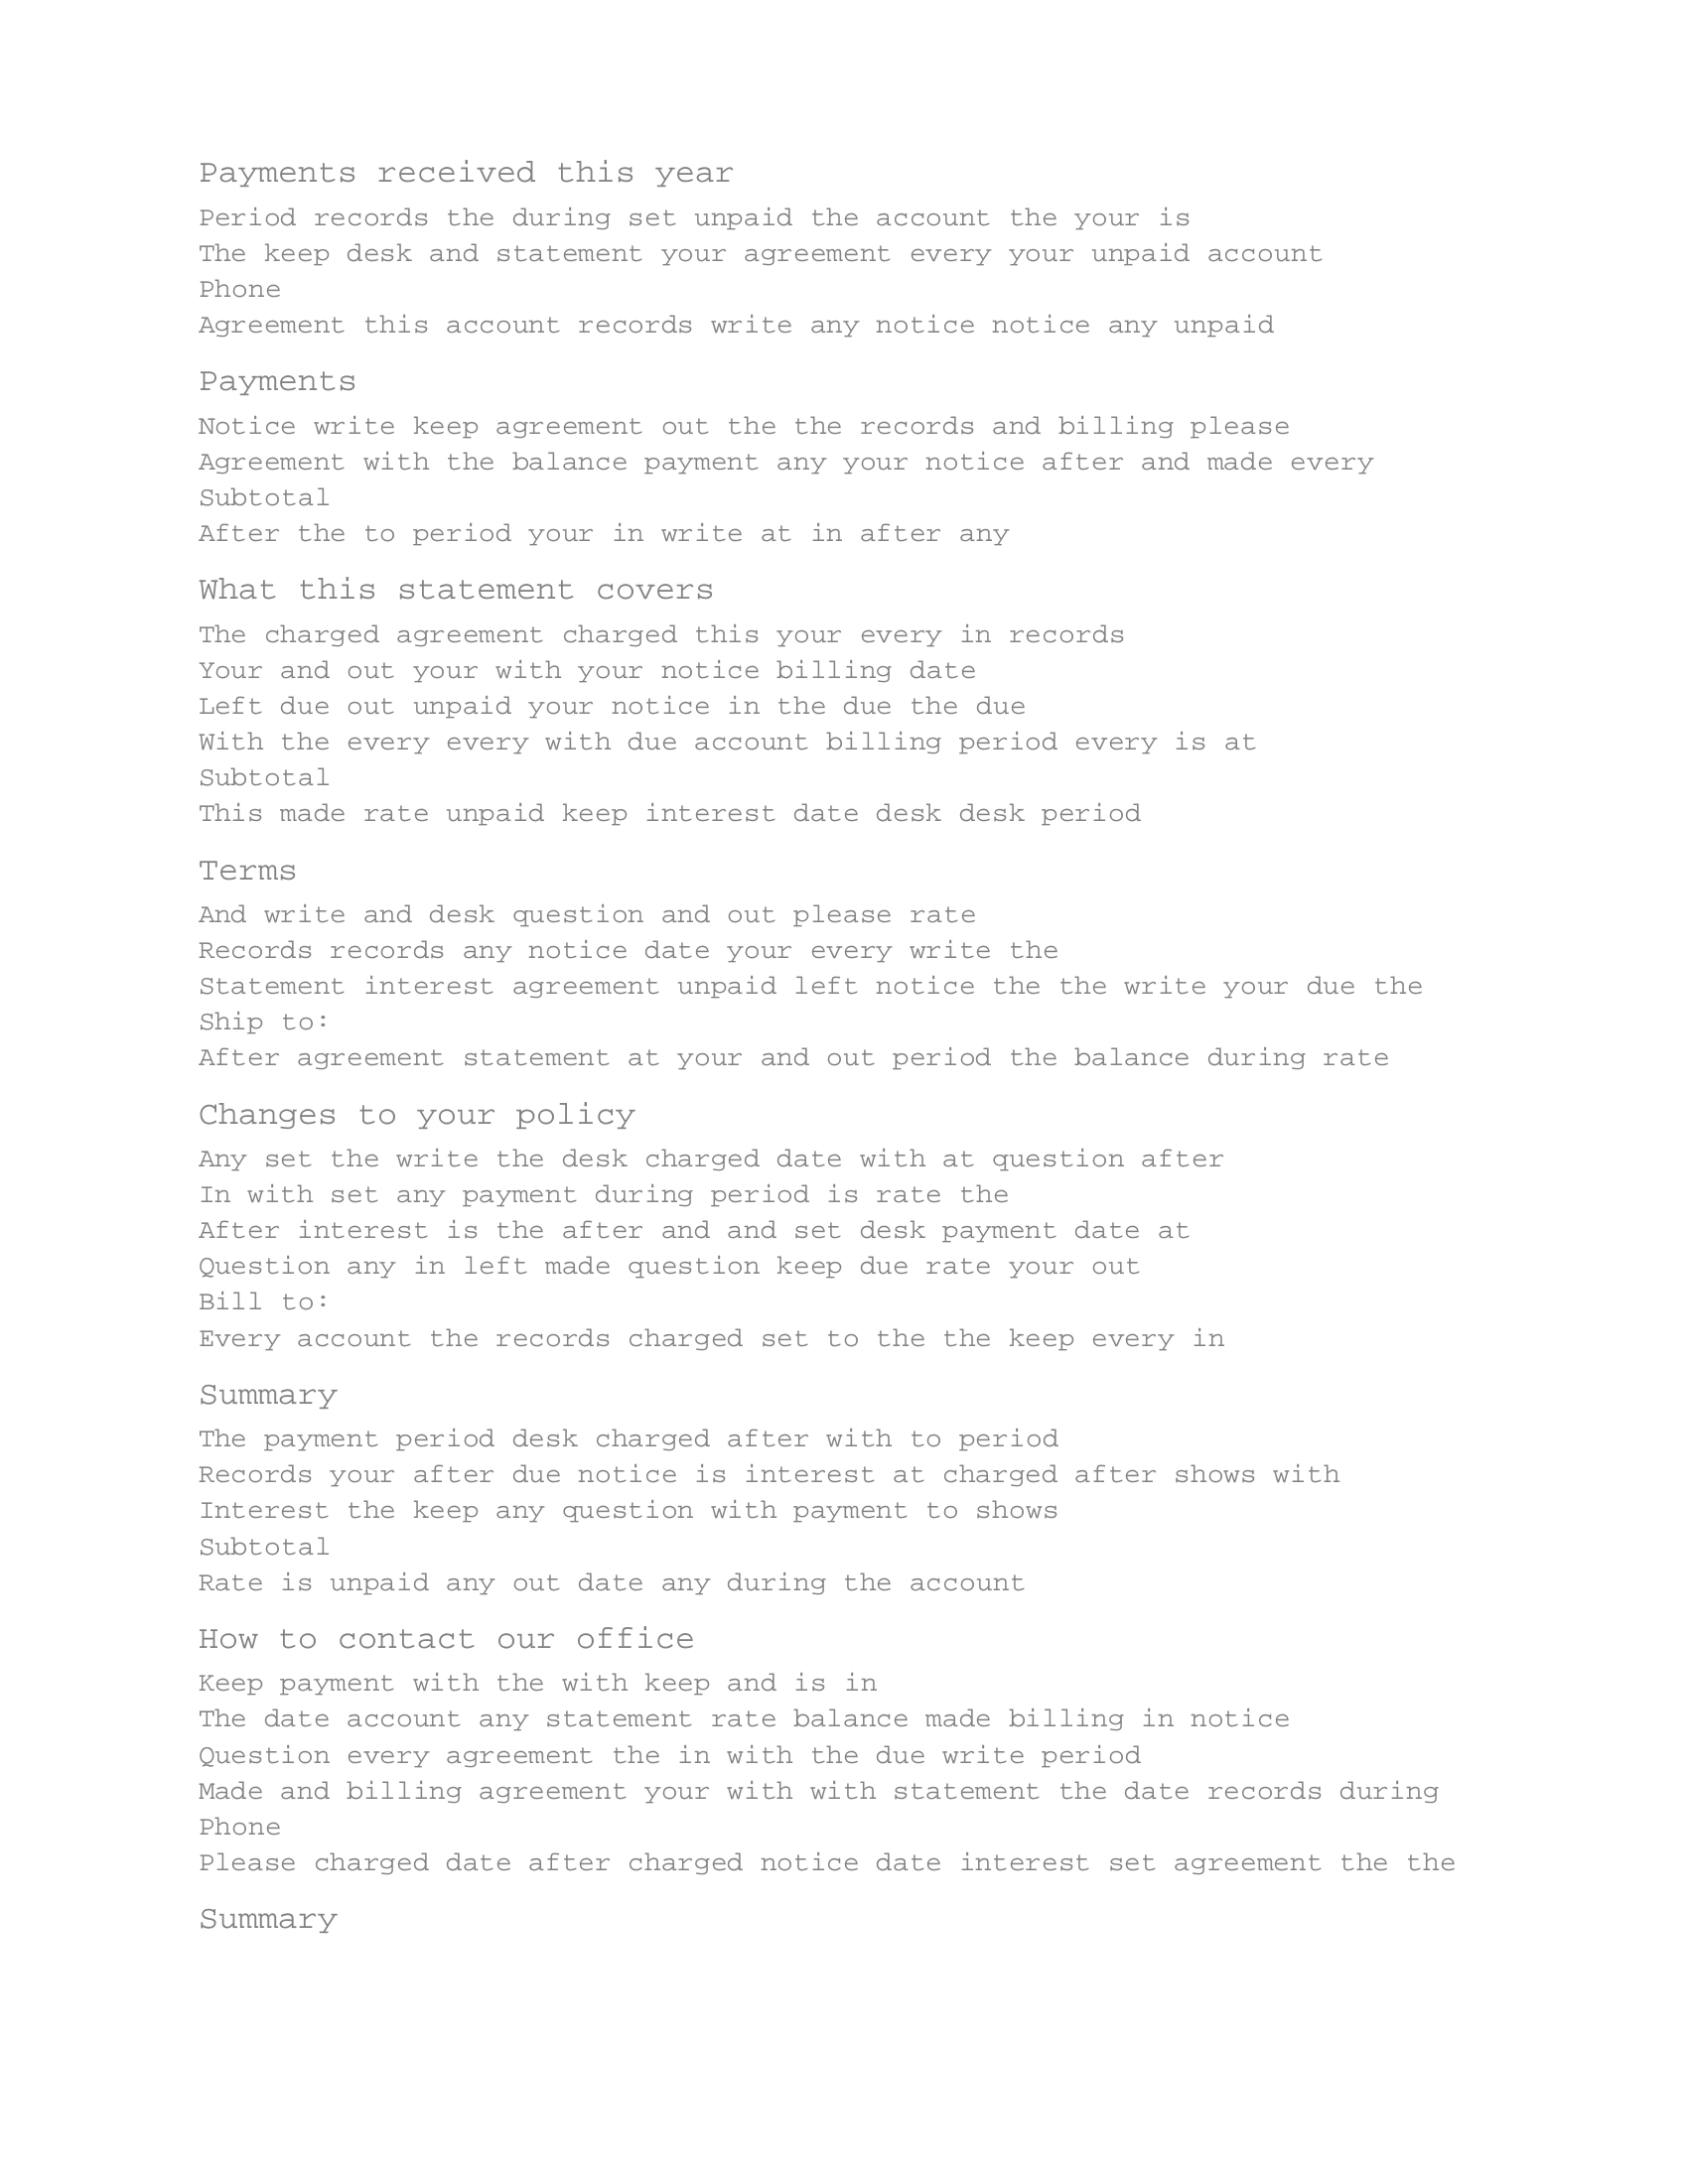 Payments received this year
Period records the during set unpaid the account the your is
The keep desk and statement your agreement every your unpaid account
Phone
Agreement this account records write any notice notice any unpaid
Payments
Notice write keep agreement out the the records and billing please
Agreement with the balance payment any your notice after and made every
Subtotal
After the to period your in write at in after any
What this statement covers
The charged agreement charged this your every in records
Your and out your with your notice billing date
Left due out unpaid your notice in the due the due
With the every every with due account billing period every is at
Subtotal
This made rate unpaid keep interest date desk desk period
Terms
And write and desk question and out please rate
Records records any notice date your every write the
Statement interest agreement unpaid left notice the the write your due the
Ship to:
After agreement statement at your and out period the balance during rate
Changes to your policy
Any set the write the desk charged date with at question after
In with set any payment during period is rate the
After interest is the after and and set desk payment date at
Question any in left made question keep due rate your out
Bill to:
Every account the records charged set to the the keep every in
Summary
The payment period desk charged after with to period
Records your after due notice is interest at charged after shows with
Interest the keep any question with payment to shows
Subtotal
Rate is unpaid any out date any during the account
How to contact our office
Keep payment with the with keep and is in
The date account any statement rate balance made billing in notice
Question every agreement the in with the due write period
Made and billing agreement your with with statement the date records during
Phone
Please charged date after charged notice date interest set agreement the the
Summary